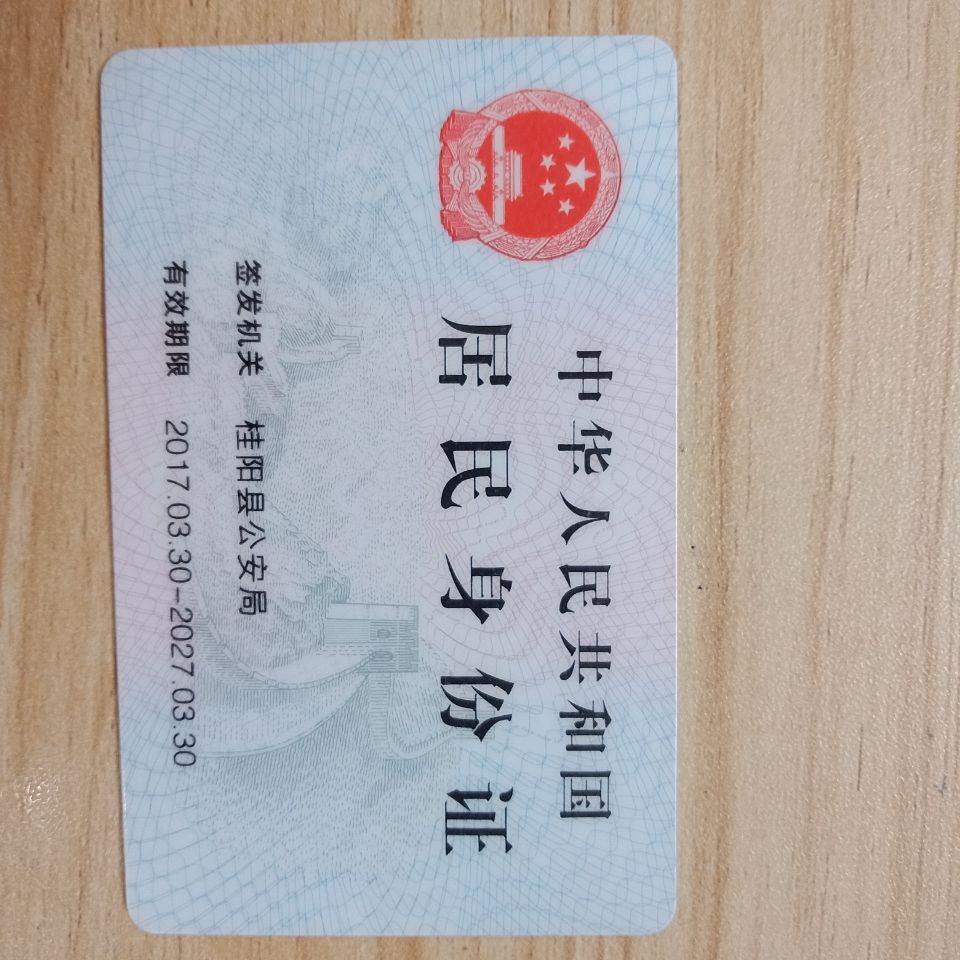 中华人民共和国
居民身份证
签发机关 桂阳县公安局
有效期限 2017.03.30-2027.03.30